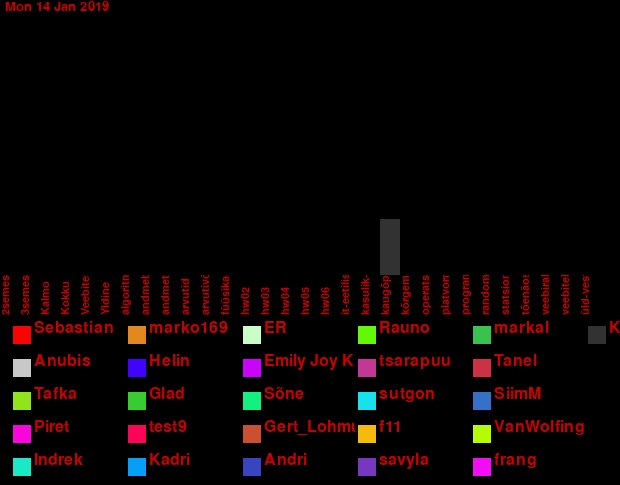 Mon 14 Jan 2019
2semes
3semes
Kalmo
Kokku
Veebite
Yldine
algoritn
andmet
andmet
arvutid
arvutivõ
füüsika
hw02
hw03
hw04
hw05
hw06
it-eetilis
kasulik-
kaugõp
kõrgem
operats
platvorn
progran
random
statsior
tõenäos
veebiral
veebitel
üld-ves
Sebastian marko169 ER Rauno markal K
Anubis Helin Emily Joy K tsarapuu Tanel
Tafka Glad Sõne sutgon SiimM
Piret test9 Gert_Lohmu f11 VanWolfing
Indrek Kadri Andri savyla frang